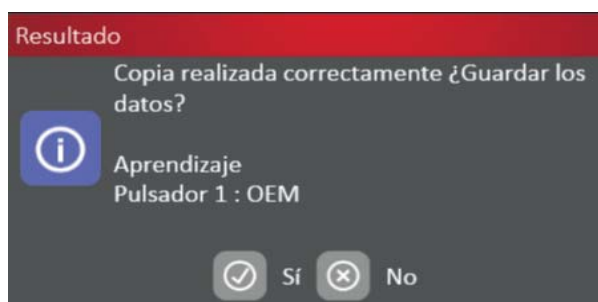 Resultado
Copia realizada correctamente ¿Guardar los
datos?
Aprendizaje
Pulsador 1 : OEM
Sí No